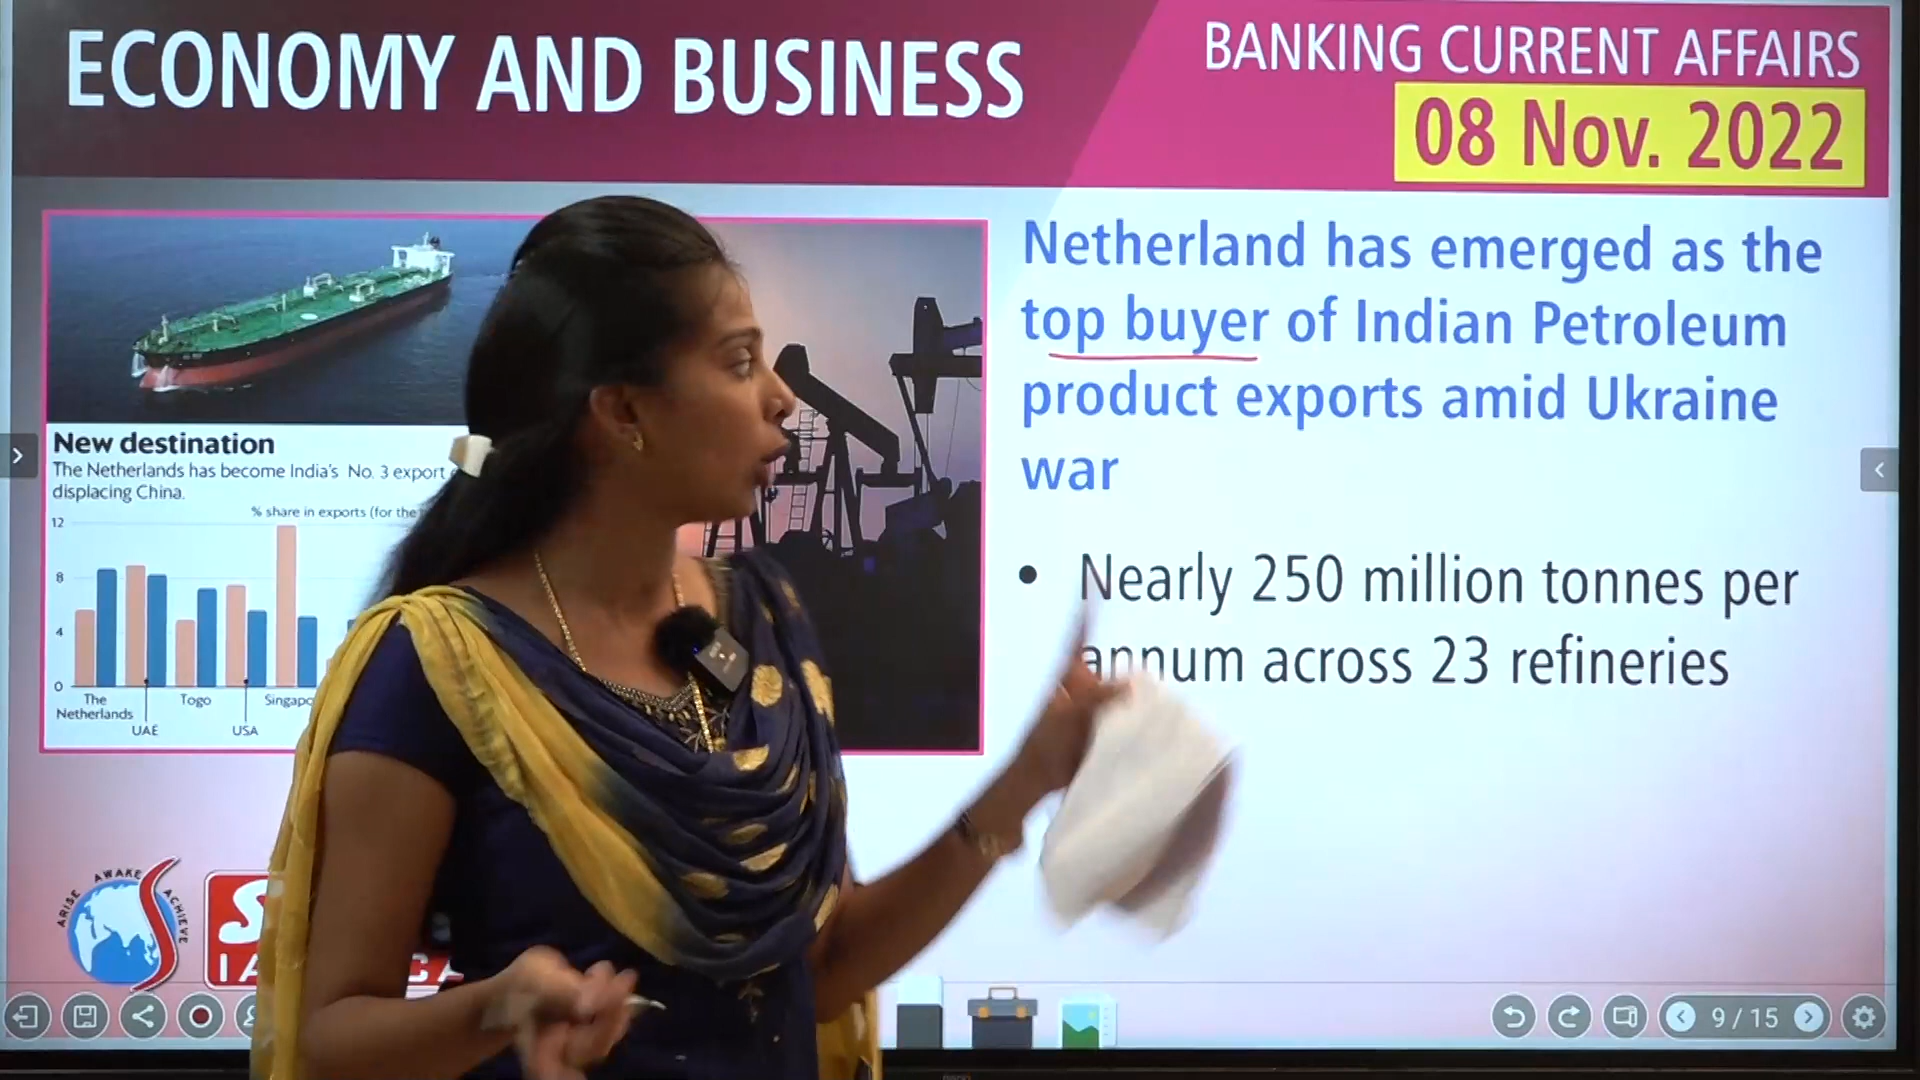 ECONOMY AND BUSINESS
BANKING CURRENT AFFAIRS
08 Nov. 2022
Netherland has emerged as the
top buyer of Indian Petroleum
product exports amid Ukraine
war
• Nearly 250 million tonnes per
annum across 23 refineries
New destination
The Netherlands has become India's No. 3 export
displacing China.
% share in exports (for the
12
8
4
0
The
Netherlands
UAE
Togo
USA
Singapo
ARISE AWAKE ACHIEVE
S
IA CA
9 / 15